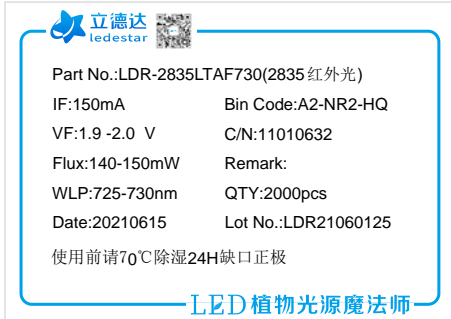 立德达
ledestar
Part No.:LDR-2835LTAF730(2835红外光)
IF:150mA Bin Code:A2-NR2-HQ
VF:1.9 -2.0 V C/N:11010632
Flux:140-150mW Remark:
WLP:725-730nm QTY:2000pcs
Date:20210615 Lot No.:LDR21060125
使用前请70℃除湿24H缺口正极
LED植物光源魔法师